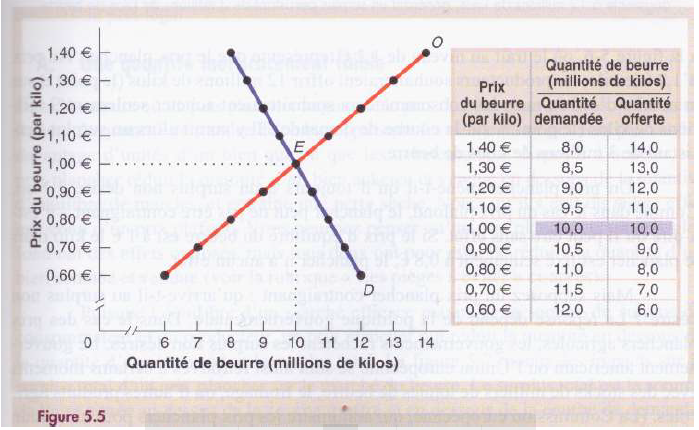 O
1,40 €
1,30 €
1,20 €
1,10 €
1,00 €
0,90 €
0,80 €
0,70 €
0,60 €
E
D
Prix du beurre (par kilo)
0 6 7 8 9 10 11 12 13 14
Quantité de beurre (millions de kilos)
Quantité de beurre
(millions de kilos)
Prix
du beurre Quantité Quantité
(par kilo) demandée offerte
1,40 € 8,0 14,0
1,30 € 8,5 13,0
1,20 € 9,0 12,0
1,10 € 9,5 11,0
1,00 € 10,0 10,0
0,90 € 10,5 9,0
0,80 € 11,0 8,0
0,70 € 11,5 7,0
0,60 € 12,0 6,0
Figure 5.5